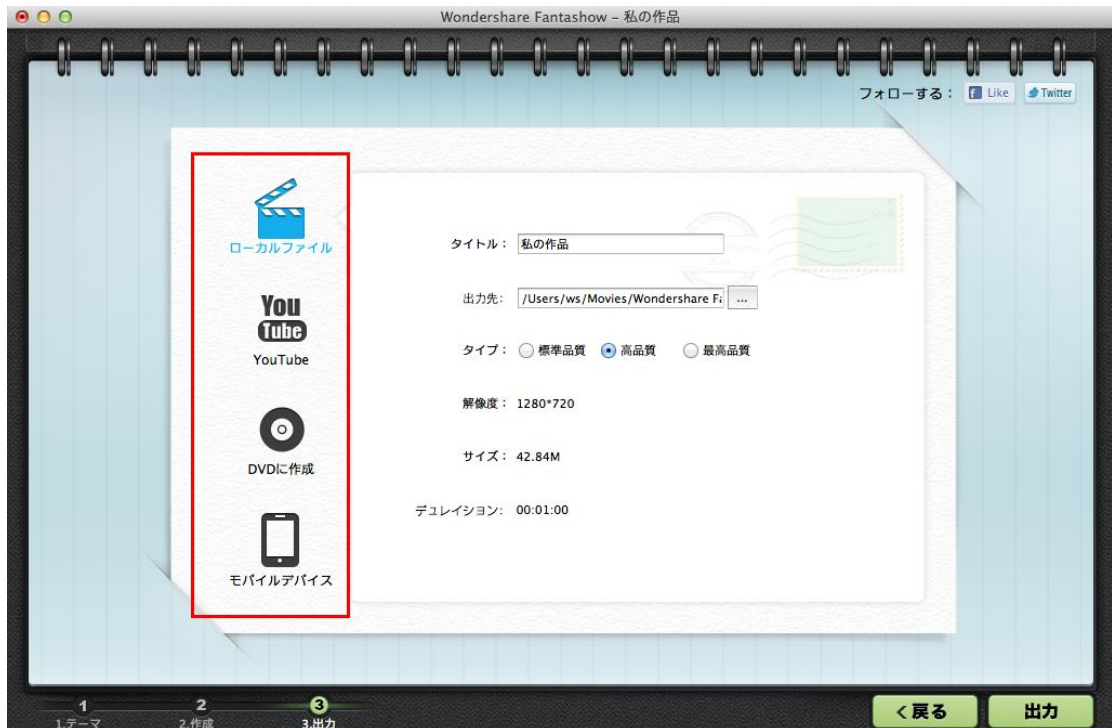 Wondershare Fantashow – 私の作品
フォローする： Like Twitter
ローカルファイル
You
Tube
YouTube
DVDに作成
モバイルデバイス
タイトル： 私の作品
出力先: /Users/ws/Movies/Wondershare Fa ...
タイプ： 標準品質 高品質 最高品質
解像度： 1280*720
サイズ： 42.84M
デュレイション: 00:01:00
1 2 3
1.テーマ 2.作成 3.出力
く戻る 出力